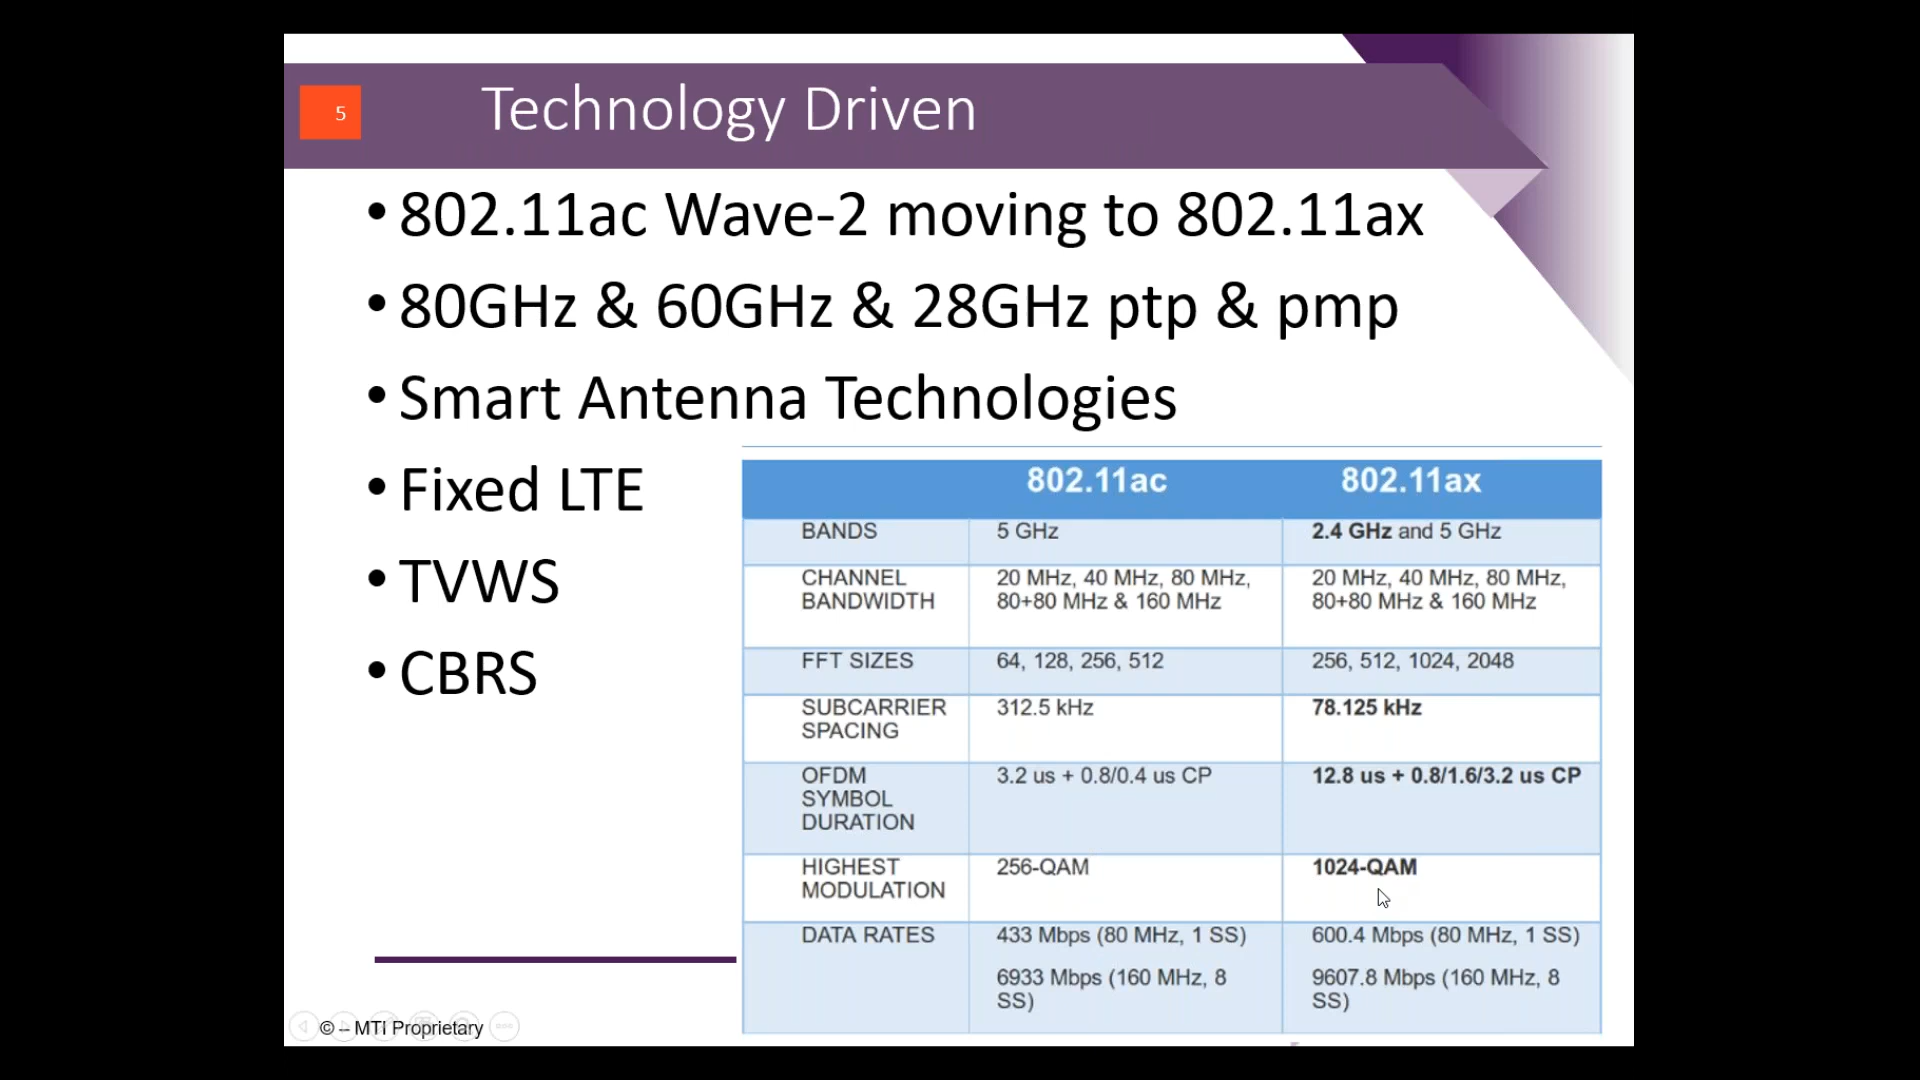 5
Technology Driven
• 802.11ac Wave-2 moving to 802.11ax
• 80GHz & 60GHz & 28GHz ptp & pmp
• Smart Antenna Technologies
• Fixed LTE
• TVWS
• CBRS
802.11ac 802.11ax
BANDS 5 GHz 2.4 GHz and 5 GHz
CHANNEL 20 MHz, 40 MHz, 80 MHz, 20 MHz, 40 MHz, 80 MHz,
BANDWIDTH 80+80 MHz & 160 MHz 80+80 MHz & 160 MHz
FFT SIZES 64, 128, 256, 512 256, 512, 1024, 2048
SUBCARRIER 312.5 kHz 78.125 kHz
SPACING
OFDM 3.2 us + 0.8/0.4 us CP 12.8 us + 0.8/1.6/3.2 us CP
SYMBOL
DURATION
HIGHEST 256-QAM 1024-QAM
MODULATION
DATA RATES 433 Mbps (80 MHz, 1 SS) 600.4 Mbps (80 MHz, 1 SS)
6933 Mbps (160 MHz, 8 9607.8 Mbps (160 MHz, 8
SS) SS)
© – MTI Proprietary